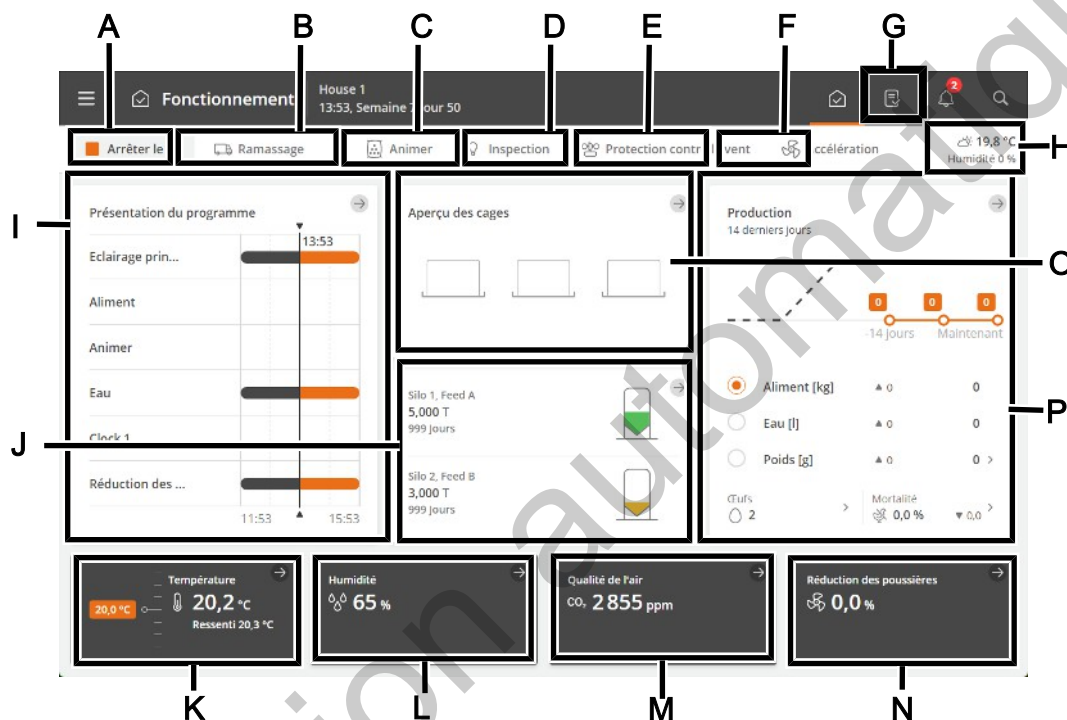 A
B
C
D
E
F
G
Fonctionnement
House 1
13:53, Semaine 7 our 50
2
Arrêter le
Ramassage
Animer
Inspection
Protection contr
vent
ccélération
19,8 °C
Humidité 0 %
H
I
Présentation du programme
13:53
Eclairage prin...
Aliment
Animer
Eau
Clock 1
Réduction des ...
11:53
15:53
Aperçu des cages
O
J
Silo 1, Feed A
5,000 T
999 Jours
Silo 2, Feed B
3,000 T
999 Jours
Production
14 derniers jours
0 0 0
-14 jours Maintenant
Aliment [kg] ▲ 0 0
Eau [l] ▲ 0 0
Poids [g] ▲ 0 0 >
Œufs
2 >
Mortalité
0,0 % ▼ 0,0 >
P
Température
20,0 °C
20,2 °C
Ressenti 20,3 °C
Humidité
65 %
Qualité de l'air
CO₂ 2 855 ppm
Réduction des poussières
0,0 %
K
L
M
N
ion automatiq